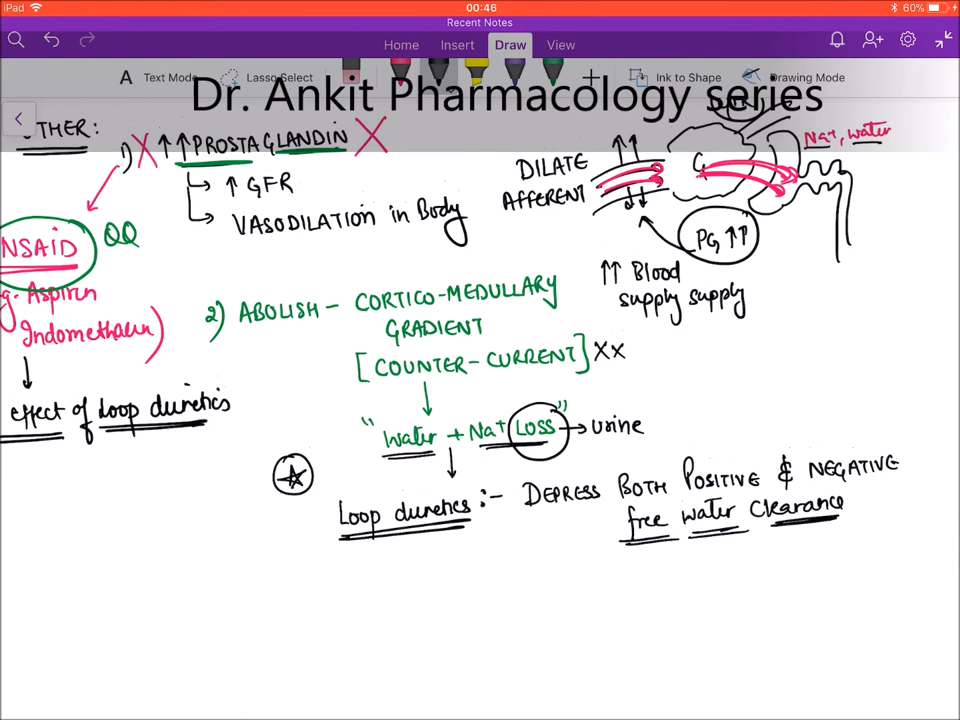 iPad
00:46
60%
Recent Notes
Home
Insert
Draw
View
A
Text Mode
Lasso Select
Ink to Shape
Drawing Mode
Dr. Ankit Pharmacology series
THER:
1) X ↑ ↑ PROSTAGLANDIN X
→ ↑ GFR
→ VASODILATION in Body
NSAID
QQ
g. Aspirin
Indomethacin)
↓
effect of Loop diuretics
DILATE
AFFERENT
↑↑
↓↓
G
Na+, water
PG ↑↑
↑↑ Blood
supply supply
2) ABOLISH – CORTICO-MEDULLARY
GRADIENT
[COUNTER-CURRENT] XX
↓
"Water + Na+ LOSS" → urine
↓
Loop diuretics :- DEPRESS BOTH POSITIVE & NEGATIVE
free water Clearance